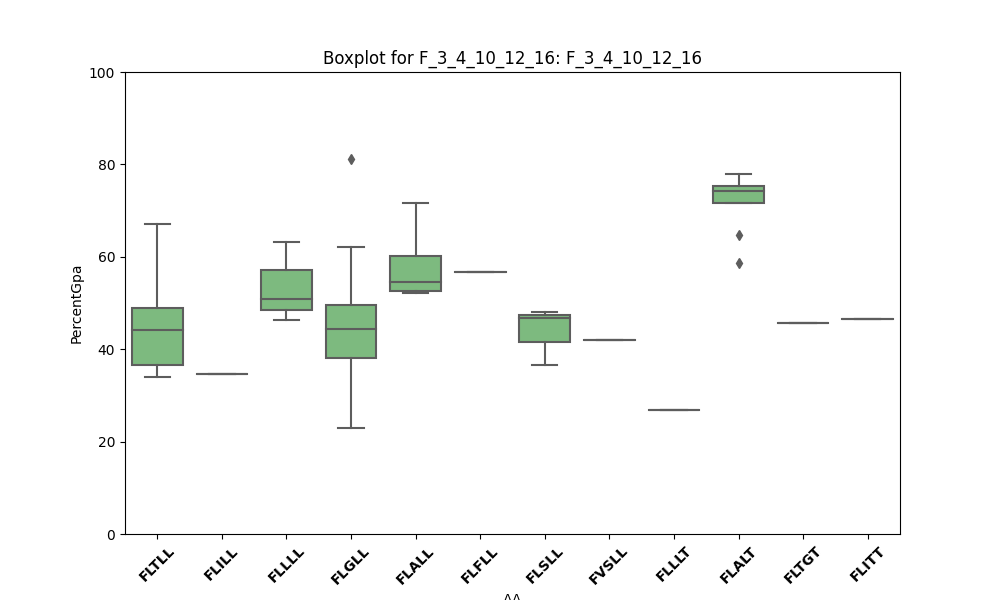 Boxplot for F_3_4_10_12_16: F_3_4_10_12_16
100
80
60
40
20
0
PercentGpa
FLTLL
FLILL
FLLLL
FLGLL
FLALL
FLFLL
FLSLL
FVSLL
FLLLT
FLALT
FLTGT
FLITT
AA